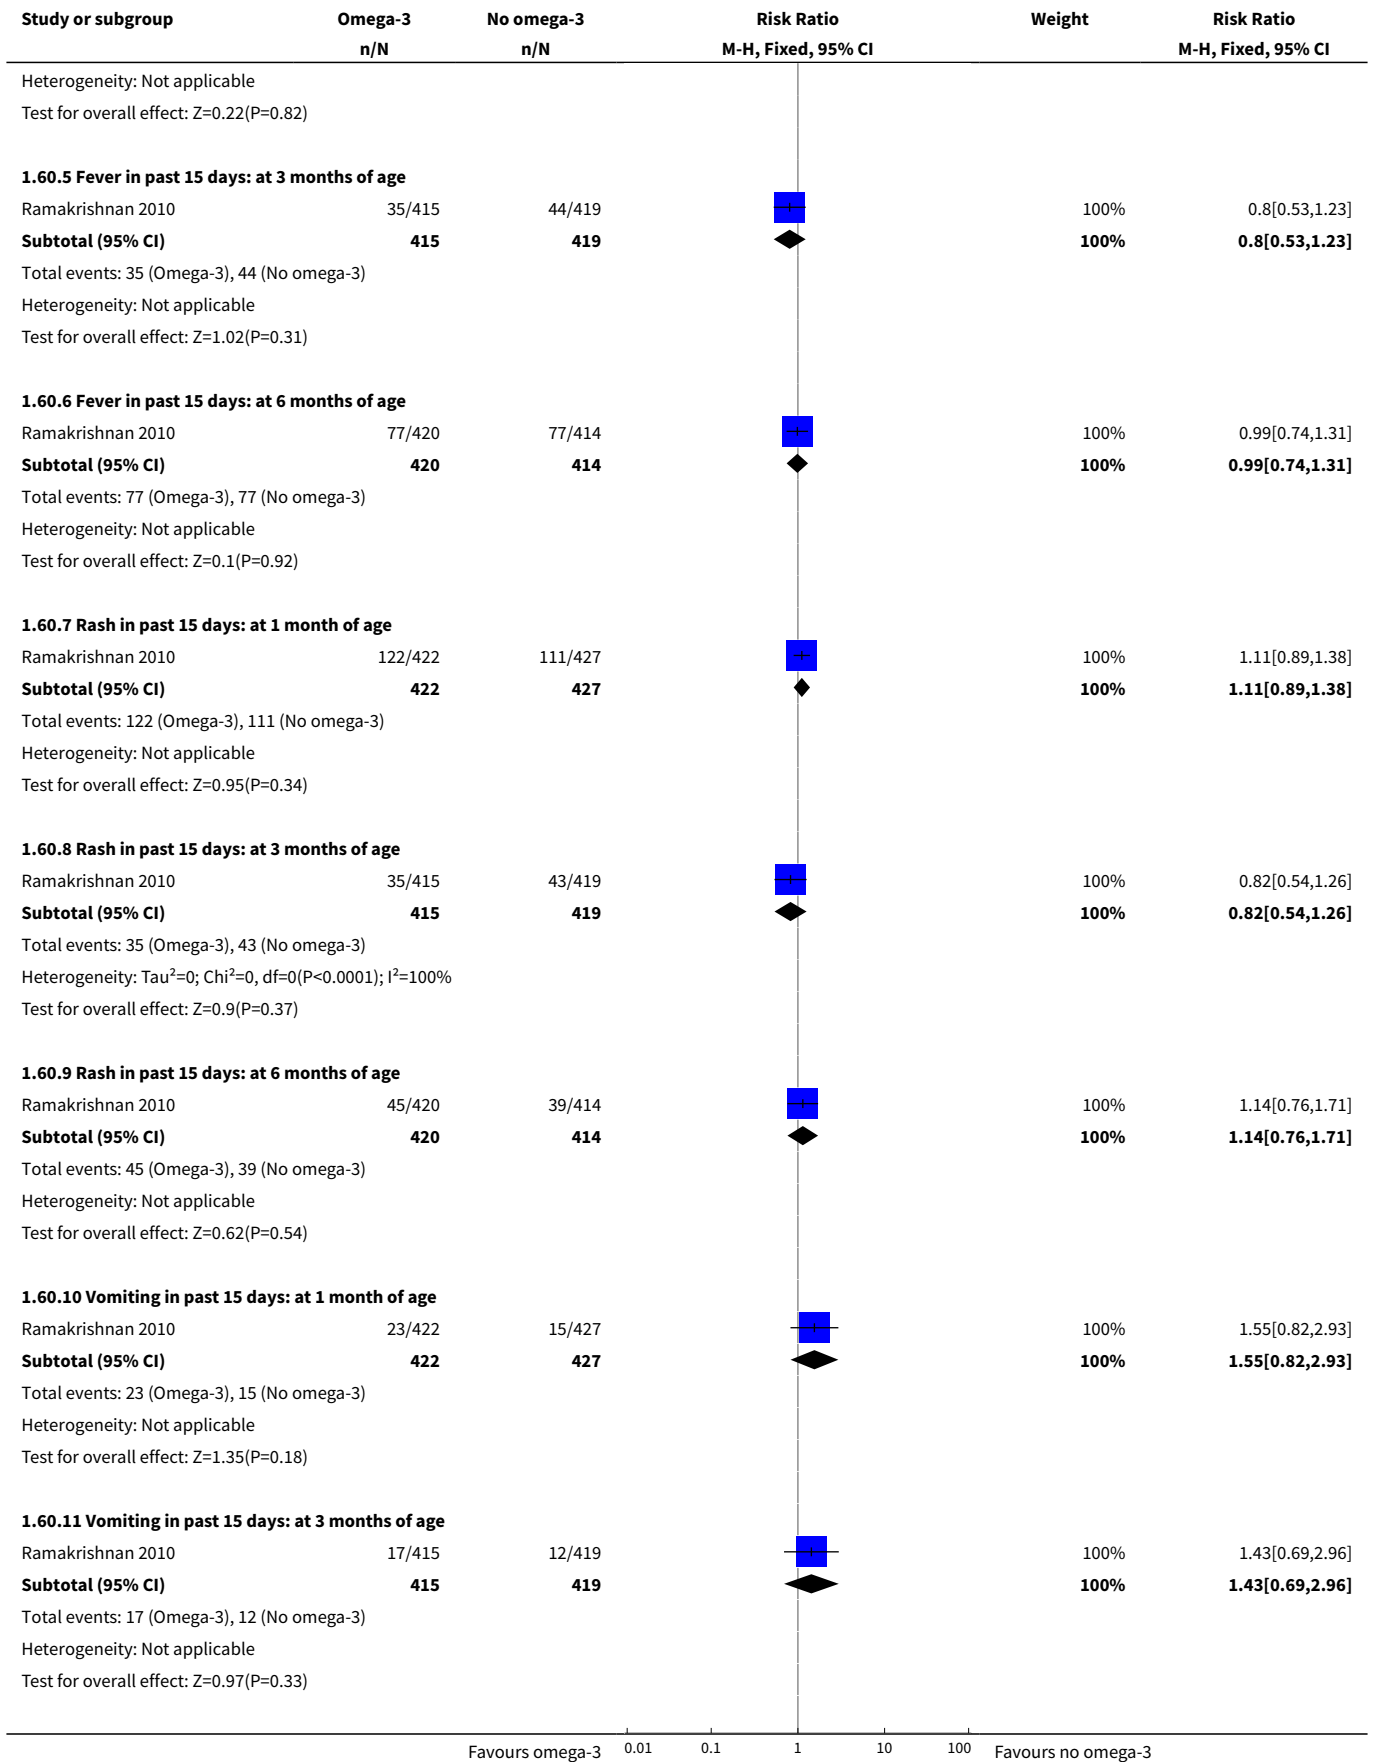 Study or subgroup Omega-3 No omega-3 Risk Ratio Weight Risk Ratio
n/N n/N M-H, Fixed, 95% CI M-H, Fixed, 95% CI
Heterogeneity: Not applicable
Test for overall effect: Z=0.22(P=0.82)
1.60.5 Fever in past 15 days: at 3 months of age
Ramakrishnan 2010 35/415 44/419 100% 0.8[0.53,1.23]
Subtotal (95% CI) 415 419 100% 0.8[0.53,1.23]
Total events: 35 (Omega-3), 44 (No omega-3)
Heterogeneity: Not applicable
Test for overall effect: Z=1.02(P=0.31)
1.60.6 Fever in past 15 days: at 6 months of age
Ramakrishnan 2010 77/420 77/414 100% 0.99[0.74,1.31]
Subtotal (95% CI) 420 414 100% 0.99[0.74,1.31]
Total events: 77 (Omega-3), 77 (No omega-3)
Heterogeneity: Not applicable
Test for overall effect: Z=0.1(P=0.92)
1.60.7 Rash in past 15 days: at 1 month of age
Ramakrishnan 2010 122/422 111/427 100% 1.11[0.89,1.38]
Subtotal (95% CI) 422 427 100% 1.11[0.89,1.38]
Total events: 122 (Omega-3), 111 (No omega-3)
Heterogeneity: Not applicable
Test for overall effect: Z=0.95(P=0.34)
1.60.8 Rash in past 15 days: at 3 months of age
Ramakrishnan 2010 35/415 43/419 100% 0.82[0.54,1.26]
Subtotal (95% CI) 415 419 100% 0.82[0.54,1.26]
Total events: 35 (Omega-3), 43 (No omega-3)
Heterogeneity: Tau²=0; Chi²=0, df=0(P<0.0001); I²=100%
Test for overall effect: Z=0.9(P=0.37)
1.60.9 Rash in past 15 days: at 6 months of age
Ramakrishnan 2010 45/420 39/414 100% 1.14[0.76,1.71]
Subtotal (95% CI) 420 414 100% 1.14[0.76,1.71]
Total events: 45 (Omega-3), 39 (No omega-3)
Heterogeneity: Not applicable
Test for overall effect: Z=0.62(P=0.54)
1.60.10 Vomiting in past 15 days: at 1 month of age
Ramakrishnan 2010 23/422 15/427 100% 1.55[0.82,2.93]
Subtotal (95% CI) 422 427 100% 1.55[0.82,2.93]
Total events: 23 (Omega-3), 15 (No omega-3)
Heterogeneity: Not applicable
Test for overall effect: Z=1.35(P=0.18)
1.60.11 Vomiting in past 15 days: at 3 months of age
Ramakrishnan 2010 17/415 12/419 100% 1.43[0.69,2.96]
Subtotal (95% CI) 415 419 100% 1.43[0.69,2.96]
Total events: 17 (Omega-3), 12 (No omega-3)
Heterogeneity: Not applicable
Test for overall effect: Z=0.97(P=0.33)
Favours omega-3 0.01 0.1 1 10 100 Favours no omega-3